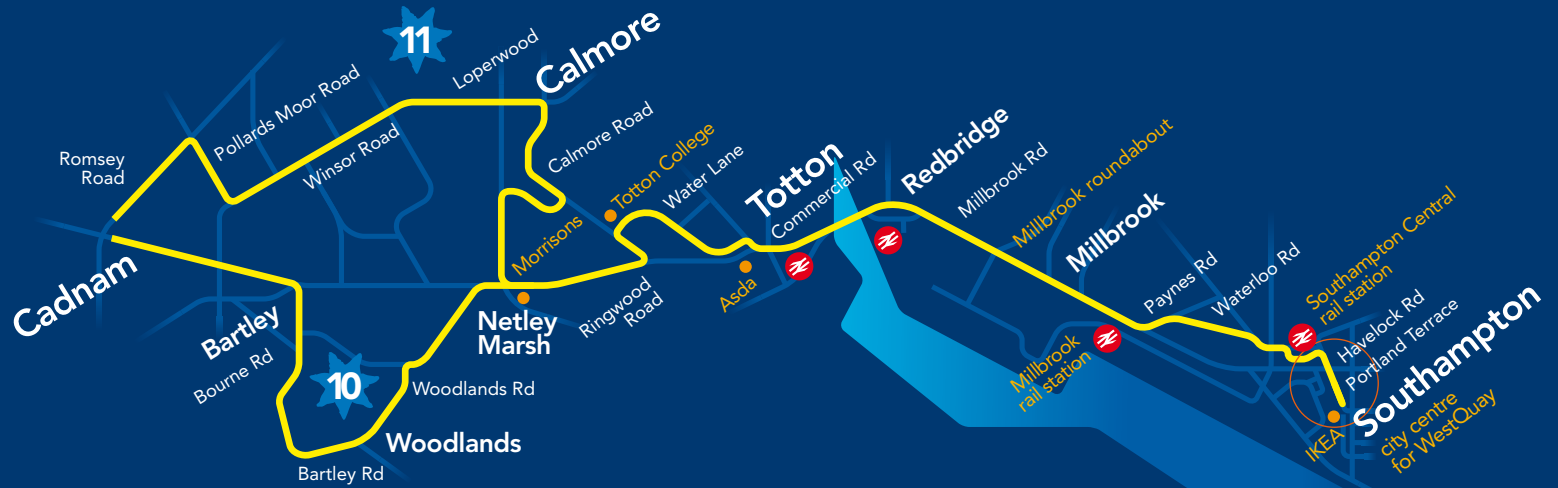 11
Loperwood
Calmore
Pollards Moor Road
Romsey
Road
Winsor Road
Calmore Road
Totton College
Water Lane
Morrisons
Totton
Commercial Rd
Redbridge
Millbrook Rd
Millbrook roundabout
Millbrook
Cadnam
Bartley
Bourne Rd
10
Woodlands Rd
Woodlands
Bartley Rd
Netley
Marsh
Ringwood
Road
Asda
Millbrook
rail station
Paynes Rd
Waterloo Rd
Southampton Central
rail station
Havelock Rd
Portland Terrace
Southampton
city centre
for WestQuay
IKEA